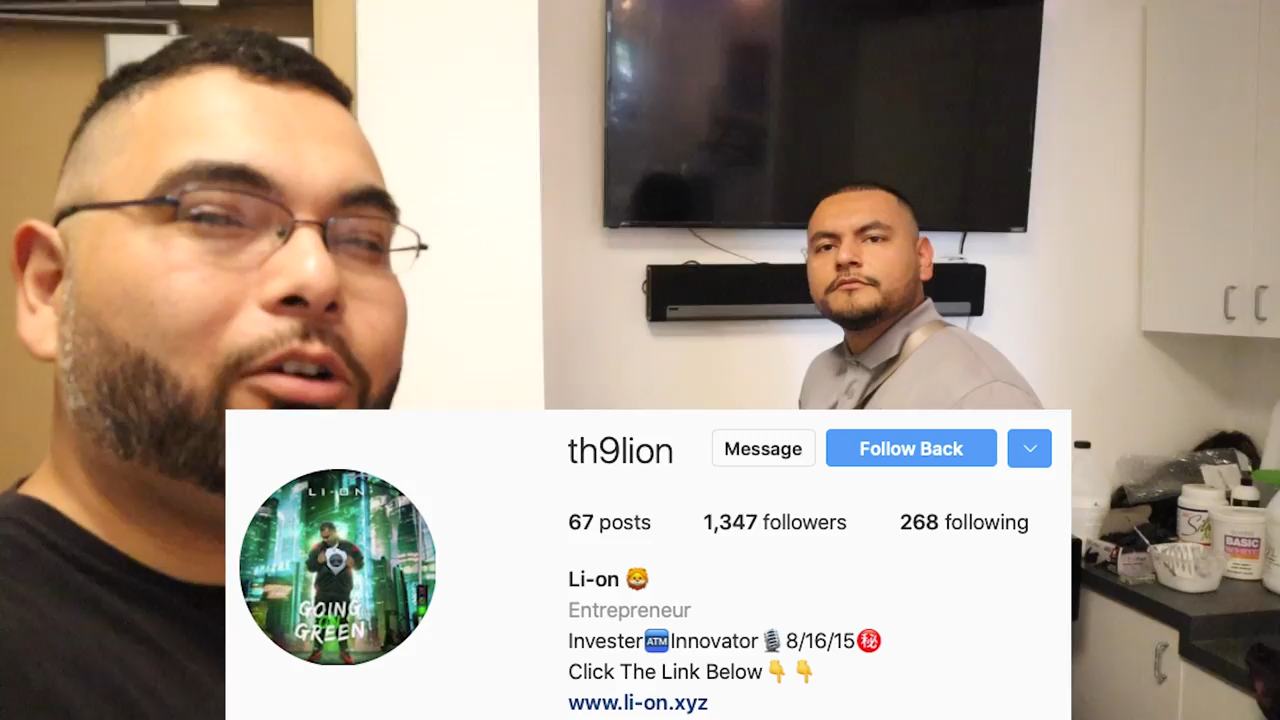 th9lion Message Follow Back
67 posts 1,347 followers 268 following
Li-on 🦁
Entrepreneur
Invester🏧Innovator🎙️8/16/15㊙️
Click The Link Below👇👇
www.li-on.xyz
LI-ON
GOING
GREEN
BASIC